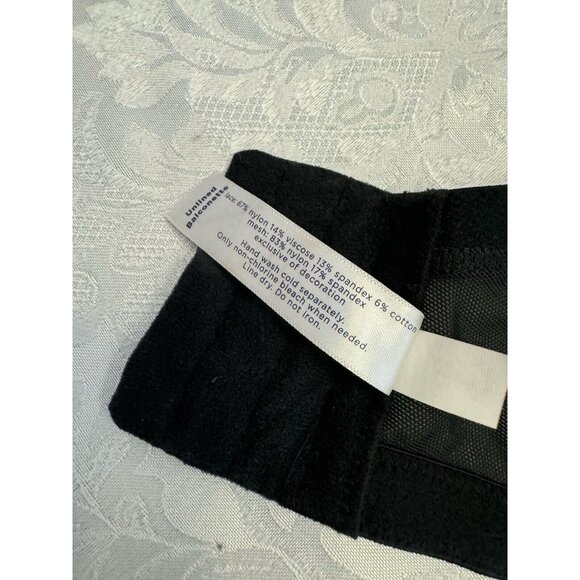 Unlined
Balconette
lace: 67% nylon 14% viscose 13% spandex 6% cotton
mesh: 83% nylon 17% spandex
exclusive of decoration
Hand wash cold separately.
Only non-chlorine bleach when needed.
Line dry. Do not iron.